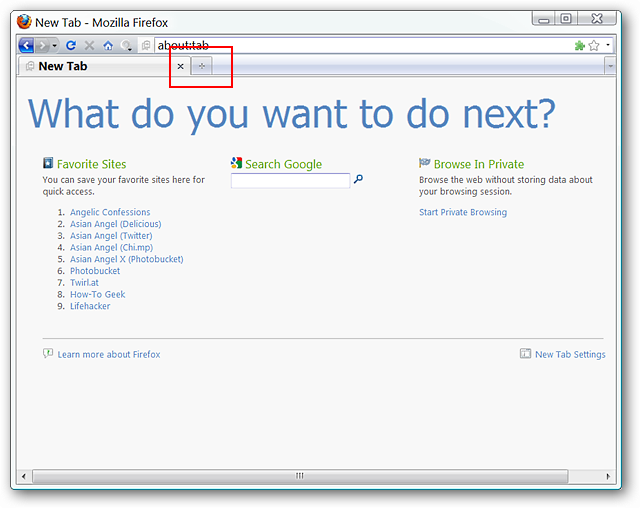 New Tab - Mozilla Firefox
about:tab
New Tab
What do you want to do next?
Favorite Sites
You can save your favorite sites here for
quick access.
1. Angelic Confessions
2. Asian Angel (Delicious)
3. Asian Angel (Twitter)
4. Asian Angel (Chi.mp)
5. Asian Angel X (Photobucket)
6. Photobucket
7. Twirl.at
8. How-To Geek
9. Lifehacker
Search Google
Browse In Private
Browse the web without storing data about
your browsing session.
Start Private Browsing
Learn more about Firefox
New Tab Settings